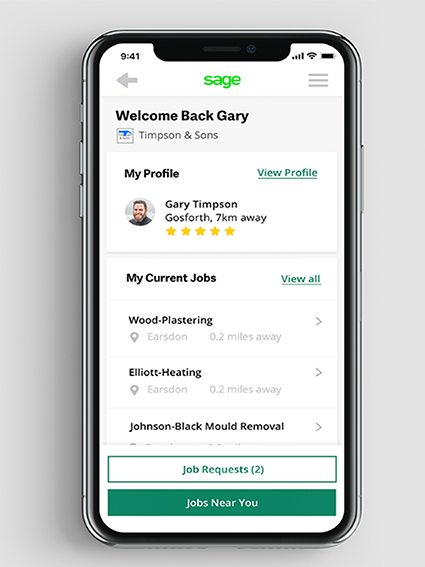 9:41
sage
Welcome Back Gary
Timpson & Sons
My Profile View Profile
Gary Timpson
Gosforth, 7km away
My Current Jobs View all
Wood-Plastering
Earsdon 0.2 miles away
Elliott-Heating
Earsdon 0.2 miles away
Johnson-Black Mould Removal
Job Requests (2)
Jobs Near You